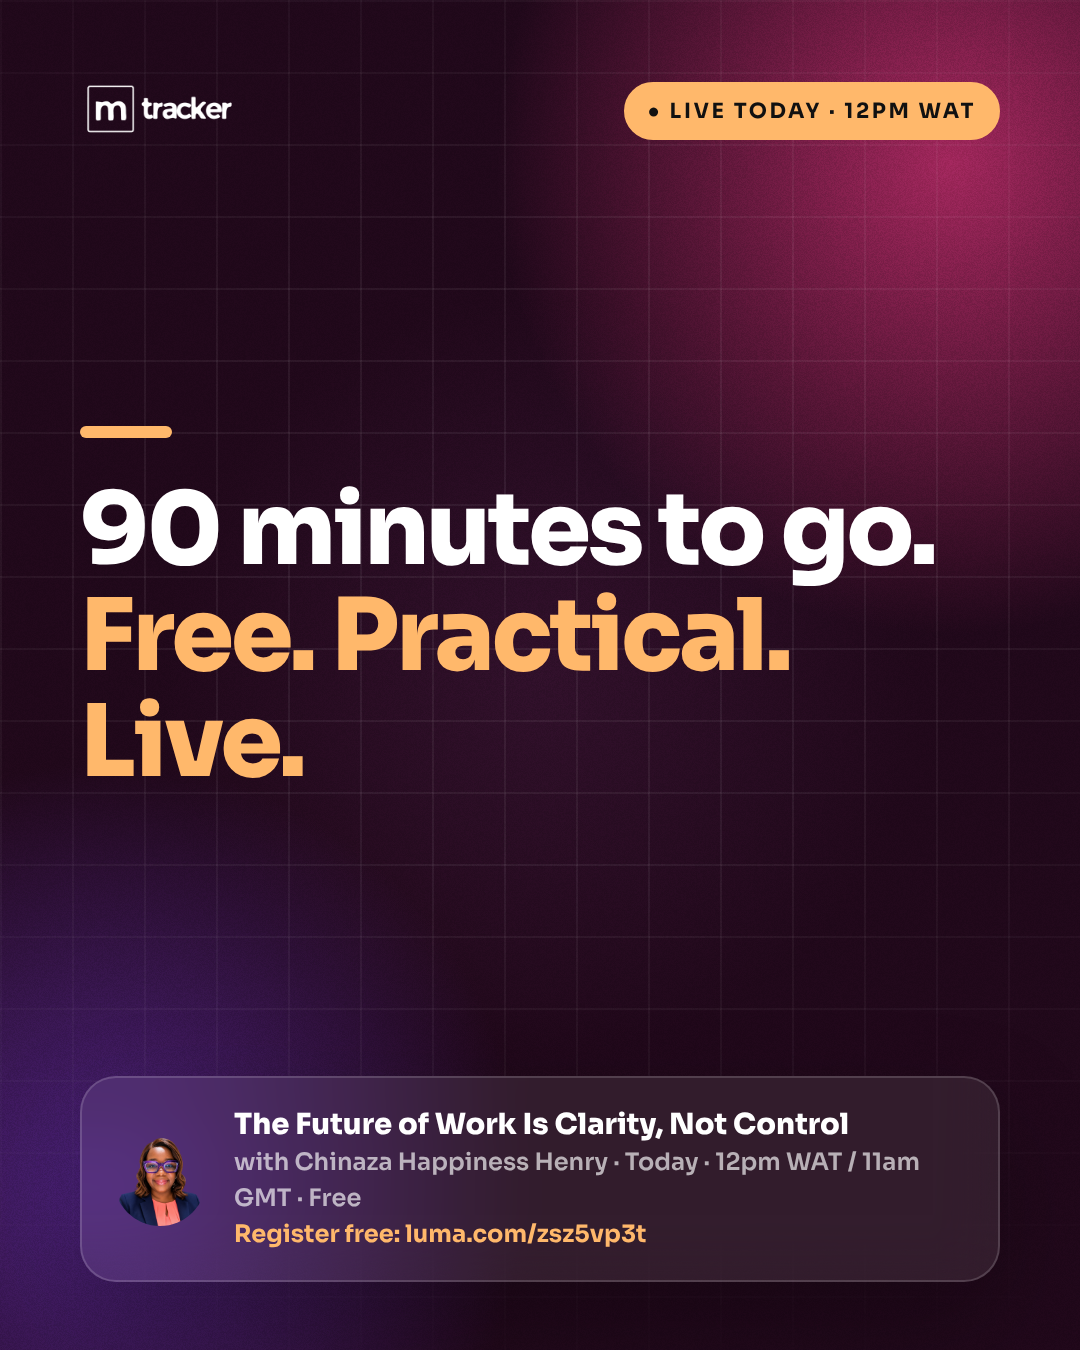 m tracker
• LIVE TODAY · 12PM WAT
90 minutes to go.
Free. Practical.
Live.
The Future of Work Is Clarity, Not Control
with Chinaza Happiness Henry · Today · 12pm WAT / 11am
GMT · Free
Register free: luma.com/zsz5vp3t